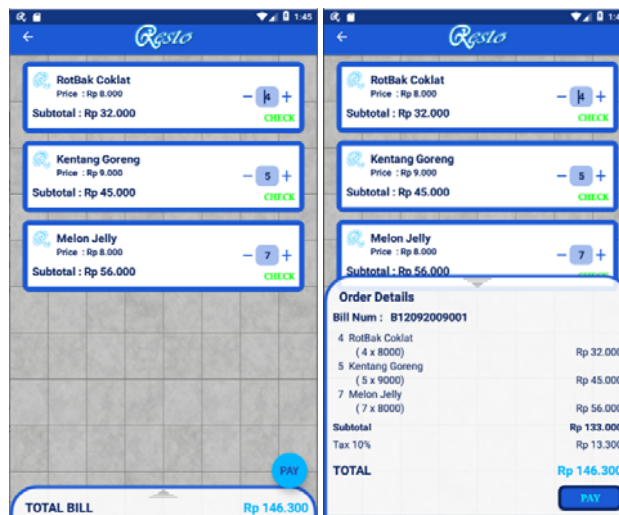 1:45
Resto
RotBak Coklat
Price : Rp 8.000
4
Subtotal : Rp 32.000
CHECK
Kentang Goreng
Price : Rp 9.000
5
Subtotal : Rp 45.000
CHECK
Melon Jelly
Price : Rp 8.000
7
Subtotal : Rp 56.000
CHECK
PAY
TOTAL BILL Rp 146.300
Resto
RotBak Coklat
Price : Rp 8.000
4
Subtotal : Rp 32.000
CHECK
Kentang Goreng
Price : Rp 9.000
5
Subtotal : Rp 45.000
CHECK
Melon Jelly
Price : Rp 8.000
7
Subtotal : Rp 56.000
CHECK
Order Details
Bill Num : B12092009001
4 RotBak Coklat
( 4 x 8000) Rp 32.000
5 Kentang Goreng
( 5 x 9000) Rp 45.000
7 Melon Jelly
( 7 x 8000) Rp 56.000
Subtotal Rp 133.000
Tax 10% Rp 13.300
TOTAL Rp 146.300
PAY